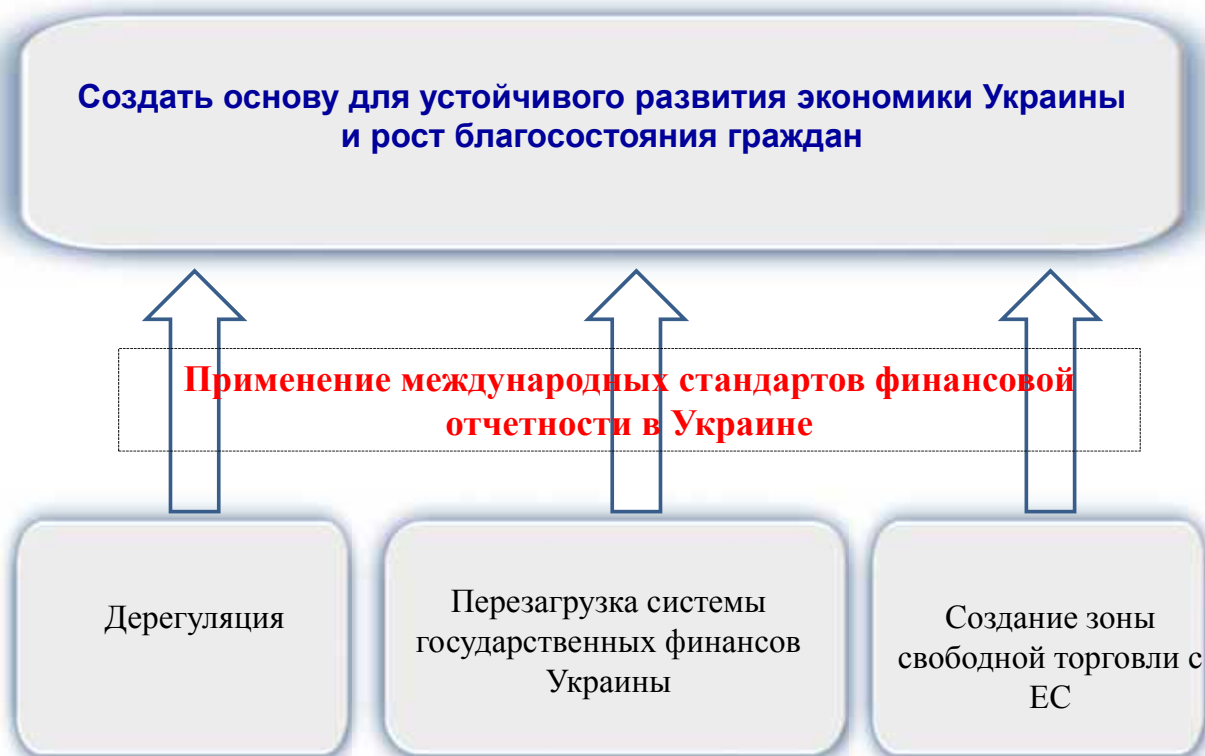 Создать основу для устойчивого развития экономики Украины
и рост благосостояния граждан
Применение международных стандартов финансовой
отчетности в Украине
Дерегуляция
Перезагрузка системы
государственных финансов
Украины
Создание зоны
свободной торговли с
ЕС